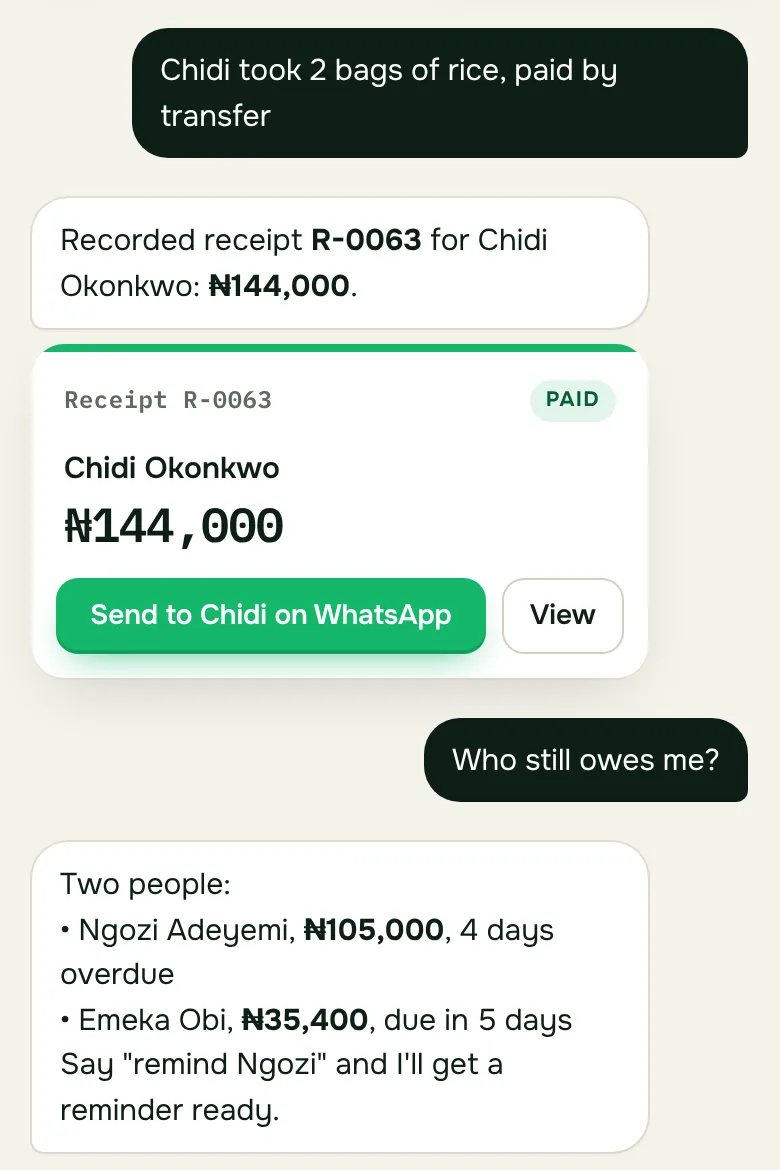 Chidi took 2 bags of rice, paid by
transfer
Recorded receipt R-0063 for Chidi
Okonkwo: ₦144,000.
Receipt R-0063
PAID
Chidi Okonkwo
₦144,000
Send to Chidi on WhatsApp
View
Who still owes me?
Two people:
• Ngozi Adeyemi, ₦105,000, 4 days
overdue
• Emeka Obi, ₦35,400, due in 5 days
Say "remind Ngozi" and I'll get a
reminder ready.